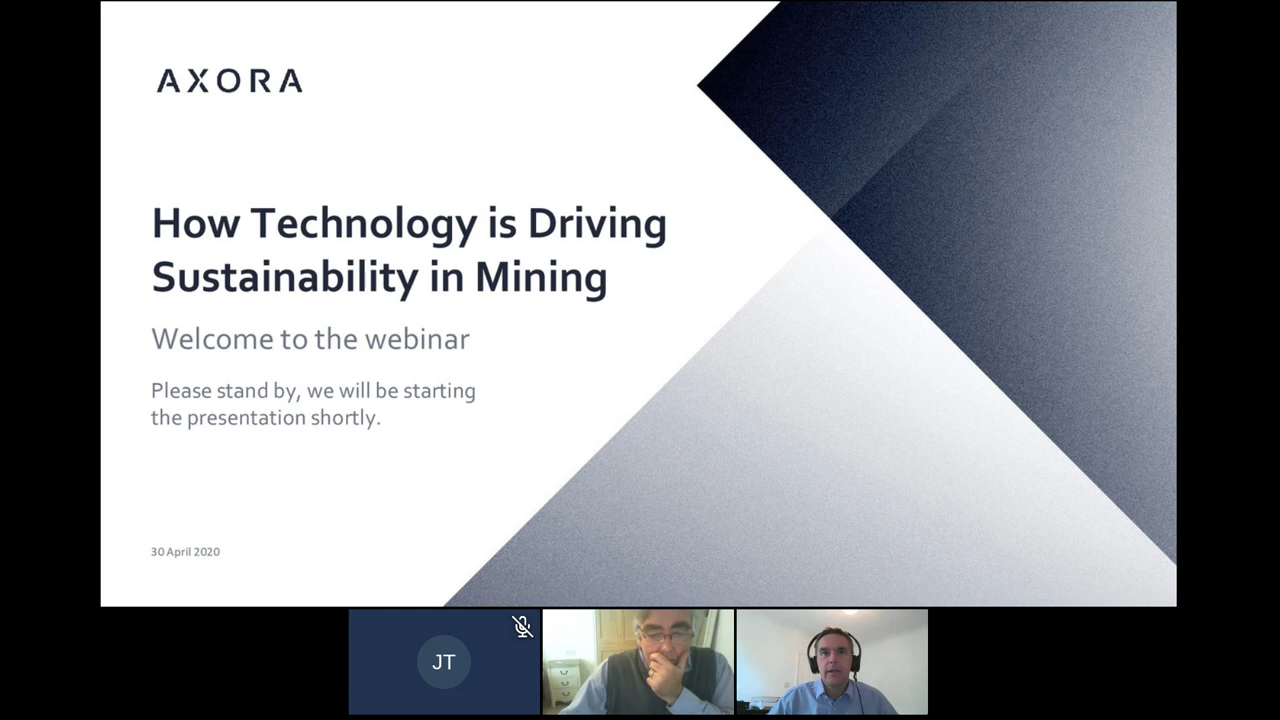 AXORA
How Technology is Driving
Sustainability in Mining
Welcome to the webinar
Please stand by, we will be starting
the presentation shortly.
30 April 2020
JT